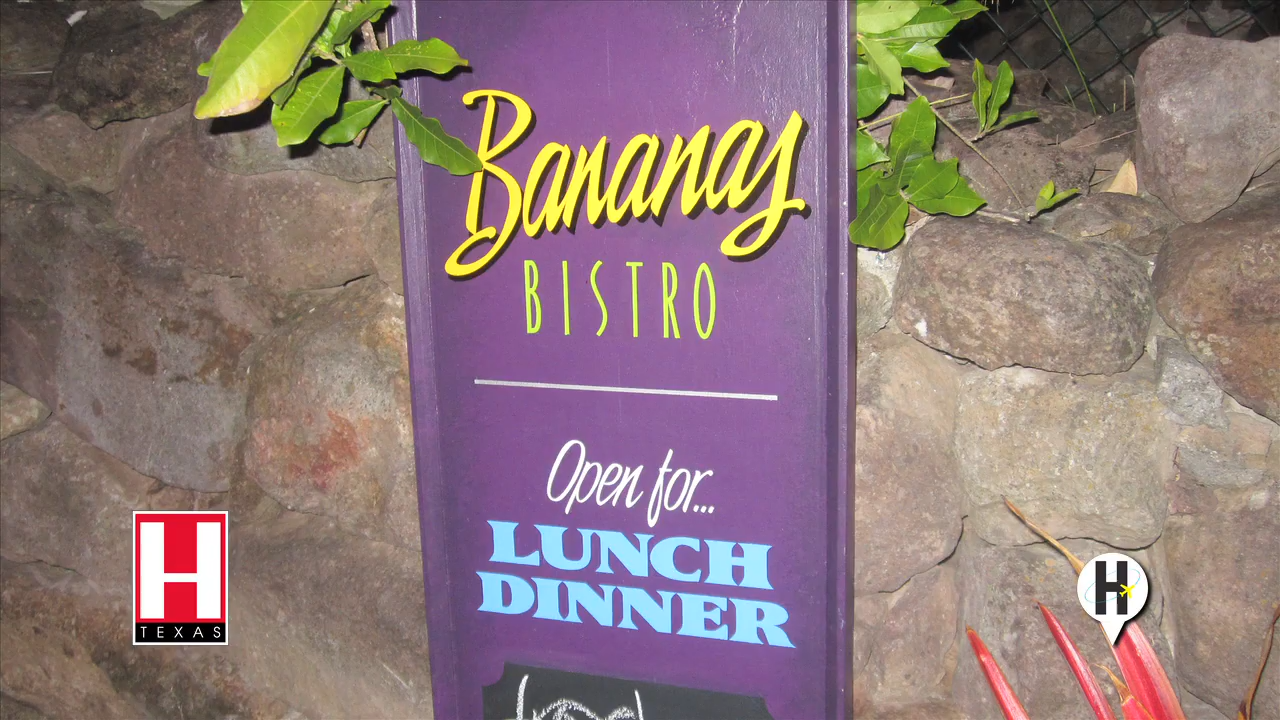 Bananas
BISTRO
Open for...
LUNCH
DINNER
H
TEXAS
H